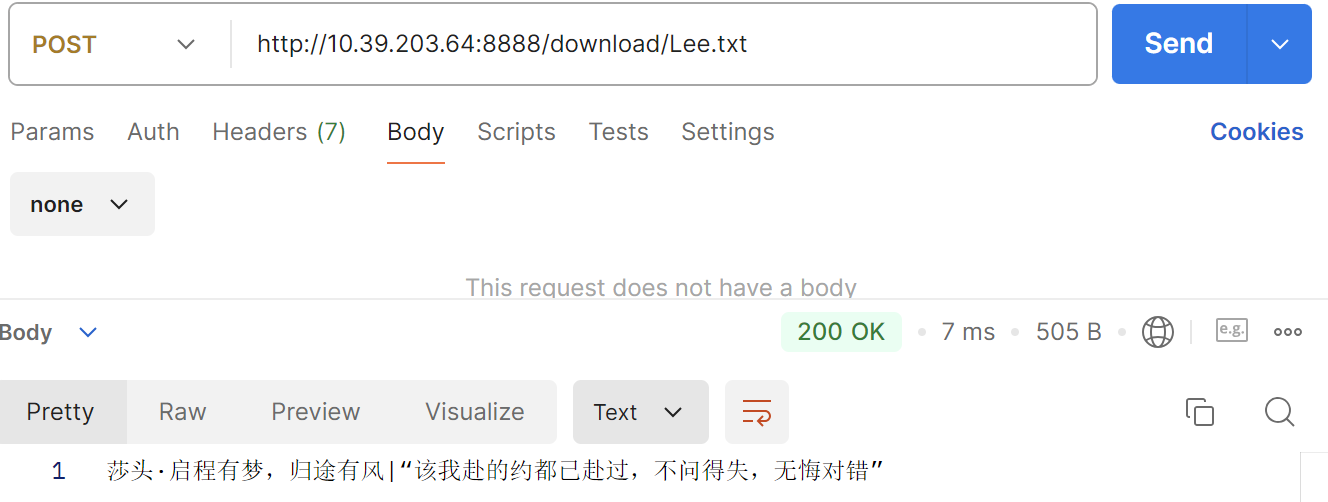 POST http://10.39.203.64:8888/download/Lee.txt Send
Params Auth Headers (7) Body Scripts Tests Settings Cookies
none
This request does not have a body
Body 200 OK 7 ms 505 B e.g.
Pretty Raw Preview Visualize Text
1 莎头·启程有梦，归途有风|“该我赴的约都已赴过，不问得失，无悔对错”